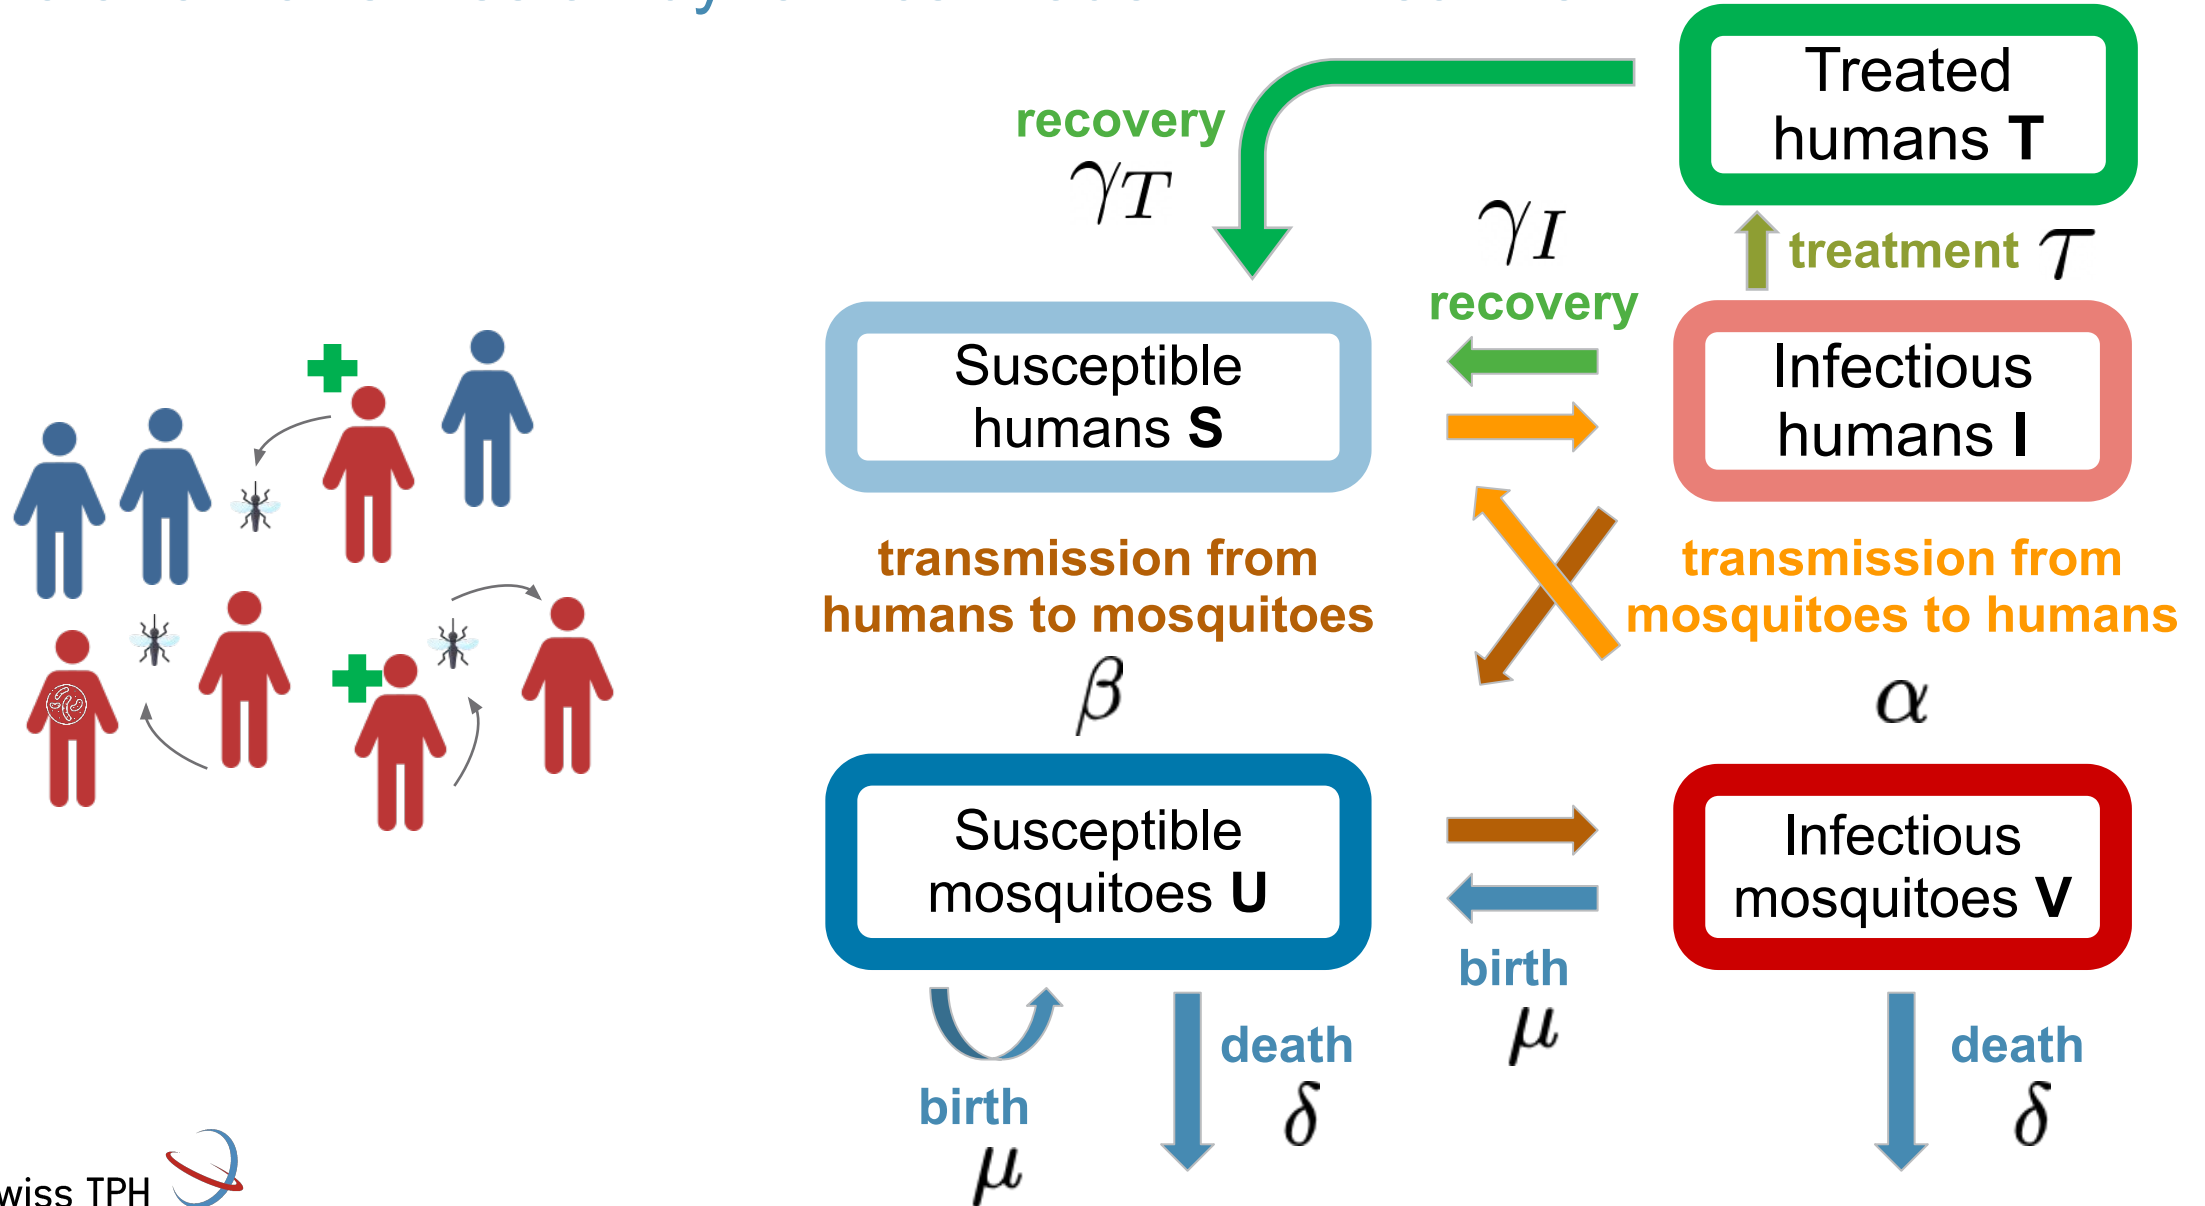 Treated
humans T
recovery
γT
γI
recovery
treatment τ
Susceptible
humans S
Infectious
humans I
transmission from
humans to mosquitoes
β
transmission from
mosquitoes to humans
α
Susceptible
mosquitoes U
Infectious
mosquitoes V
birth
μ
death
δ
birth
μ
death
δ
wiss TPH